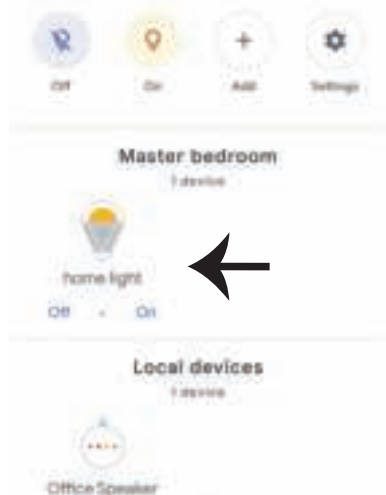 Off On Add Settings
Master bedroom
1 device
home light
Off - On
Local devices
1 device
Office Speaker